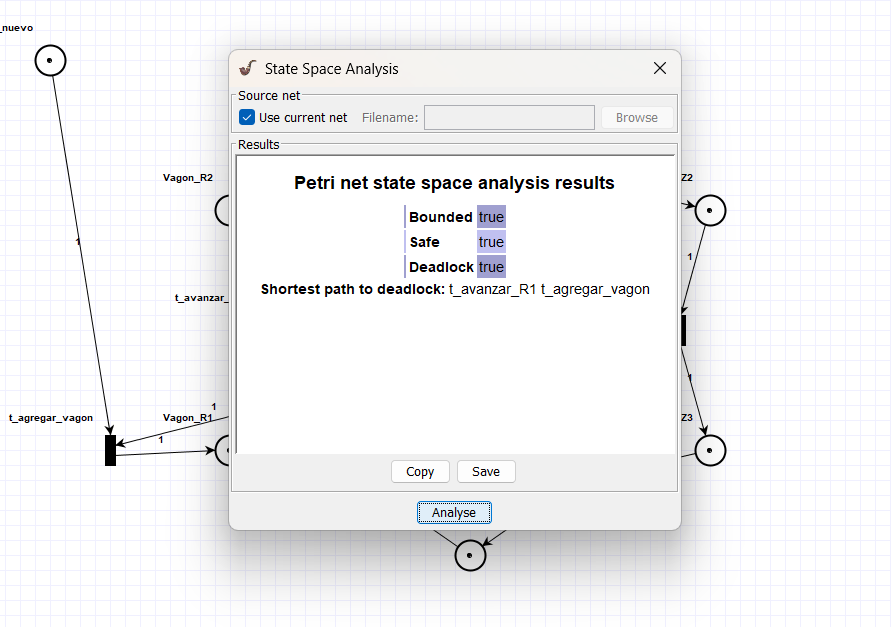 _nuevo
State Space Analysis
Source net
Use current net Filename: Browse
Results
Petri net state space analysis results
Bounded true
Safe true
Deadlock true
Shortest path to deadlock: t_avanzar_R1 t_agregar_vagon
Copy Save
Analyse
Vagon_R2
Z2
1
1
t_avanzar_
1
1
t_agregar_vagon
Vagon_R1
Z3
1